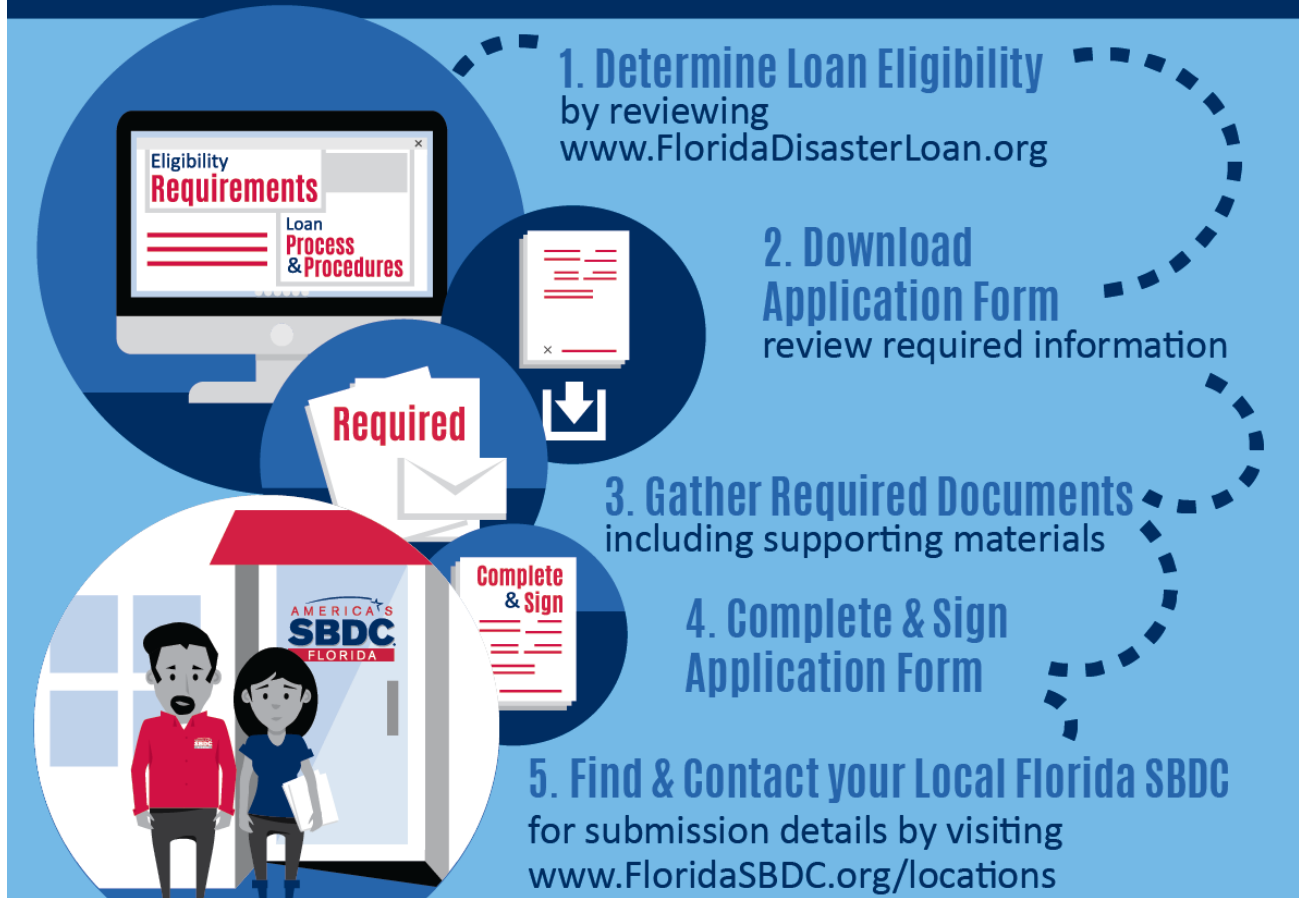 1. Determine Loan Eligibility
by reviewing
www.FloridaDisasterLoan.org
Eligibility
Requirements
Loan
Process
& Procedures
2. Download
Application Form
review required information
Required
3. Gather Required Documents
including supporting materials
Complete
& Sign
4. Complete & Sign
Application Form
AMERICA'S
SBDC
FLORIDA
SBDC
5. Find & Contact your Local Florida SBDC
for submission details by visiting
www.FloridaSBDC.org/locations